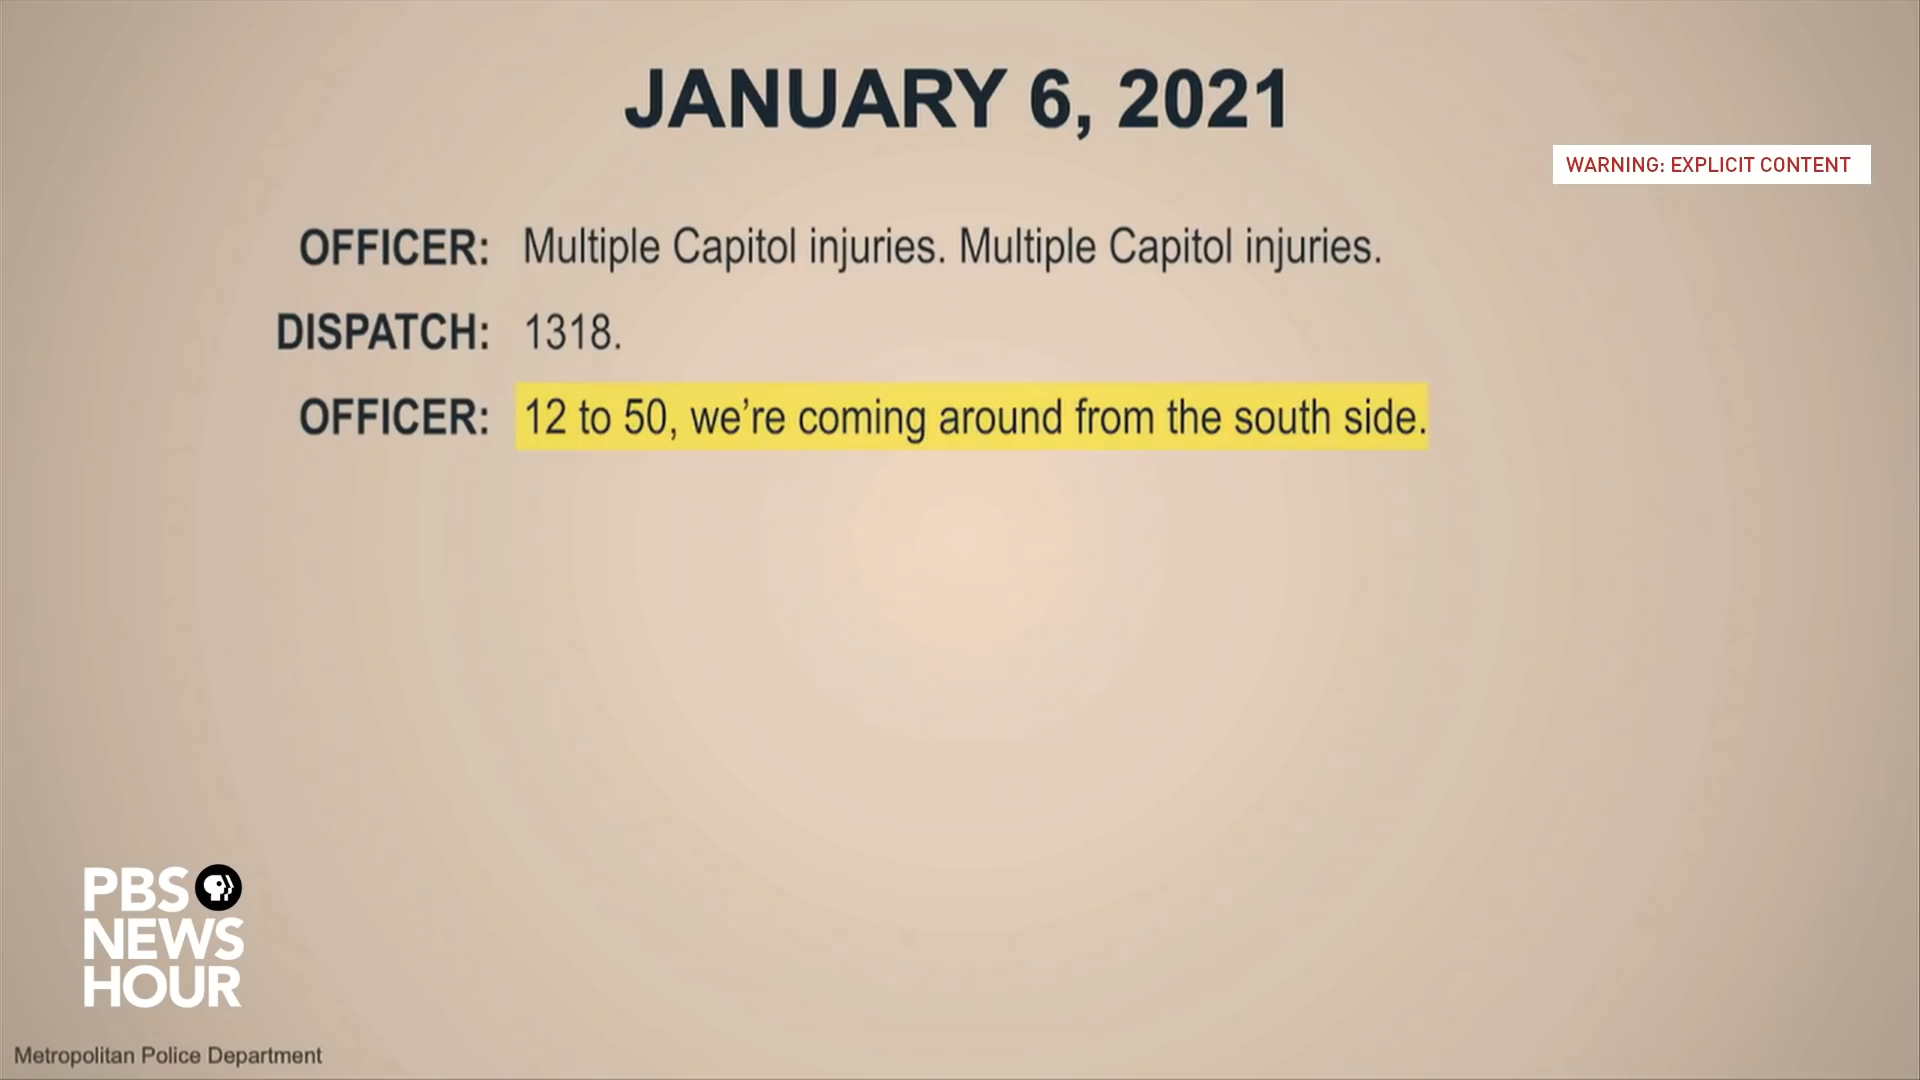 JANUARY 6, 2021
WARNING: EXPLICIT CONTENT
OFFICER: Multiple Capitol injuries. Multiple Capitol injuries.
DISPATCH: 1318.
OFFICER: 12 to 50, we’re coming around from the south side.
PBS
NEWS
HOUR
Metropolitan Police Department